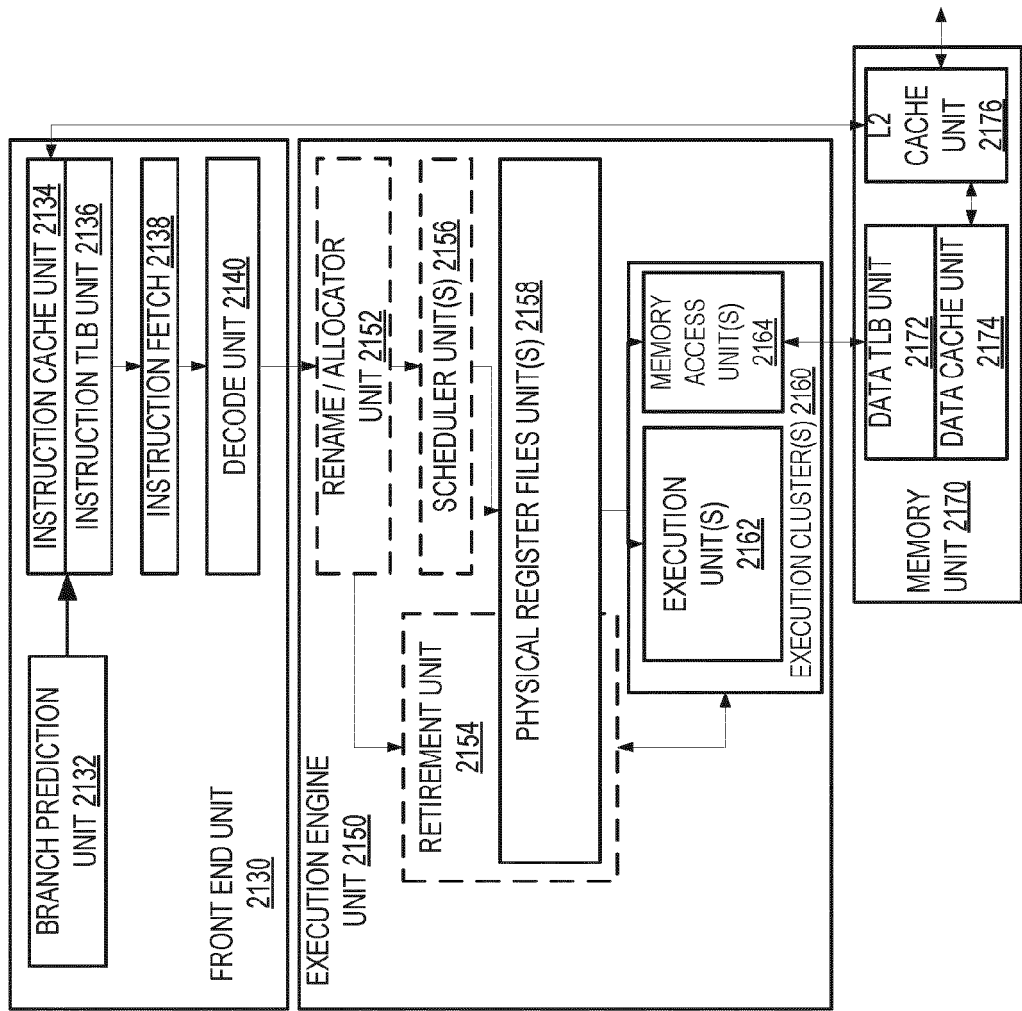 BRANCH PREDICTION
UNIT 2132
INSTRUCTION CACHE UNIT 2134
INSTRUCTION TLB UNIT 2136
INSTRUCTION FETCH 2138
DECODE UNIT 2140
FRONT END UNIT
2130
EXECUTION ENGINE
UNIT 2150
RENAME / ALLOCATOR
UNIT 2152
SCHEDULER UNIT(S) 2156
RETIREMENT UNIT
2154
PHYSICAL REGISTER FILES UNIT(S) 2158
EXECUTION
UNIT(S)
2162
MEMORY
ACCESS
UNIT(S)
2164
EXECUTION CLUSTER(S) 2160
MEMORY
UNIT 2170
DATA TLB UNIT
2172
DATA CACHE UNIT
2174
L2
CACHE
UNIT
2176